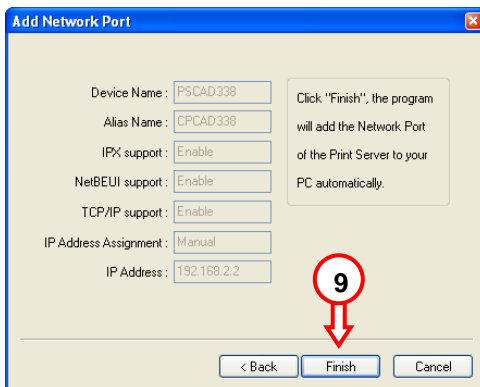 Add Network Port
Device Name : PSCAD338
Alias Name : CPCAD338
IPX support : Enable
NetBEUI support : Enable
TCP/IP support : Enable
IP Address Assignment : Manual
IP Address : 192.168.2.2
Click "Finish", the program
will add the Network Port
of the Print Server to your
PC automatically.
9
< Back Finish Cancel